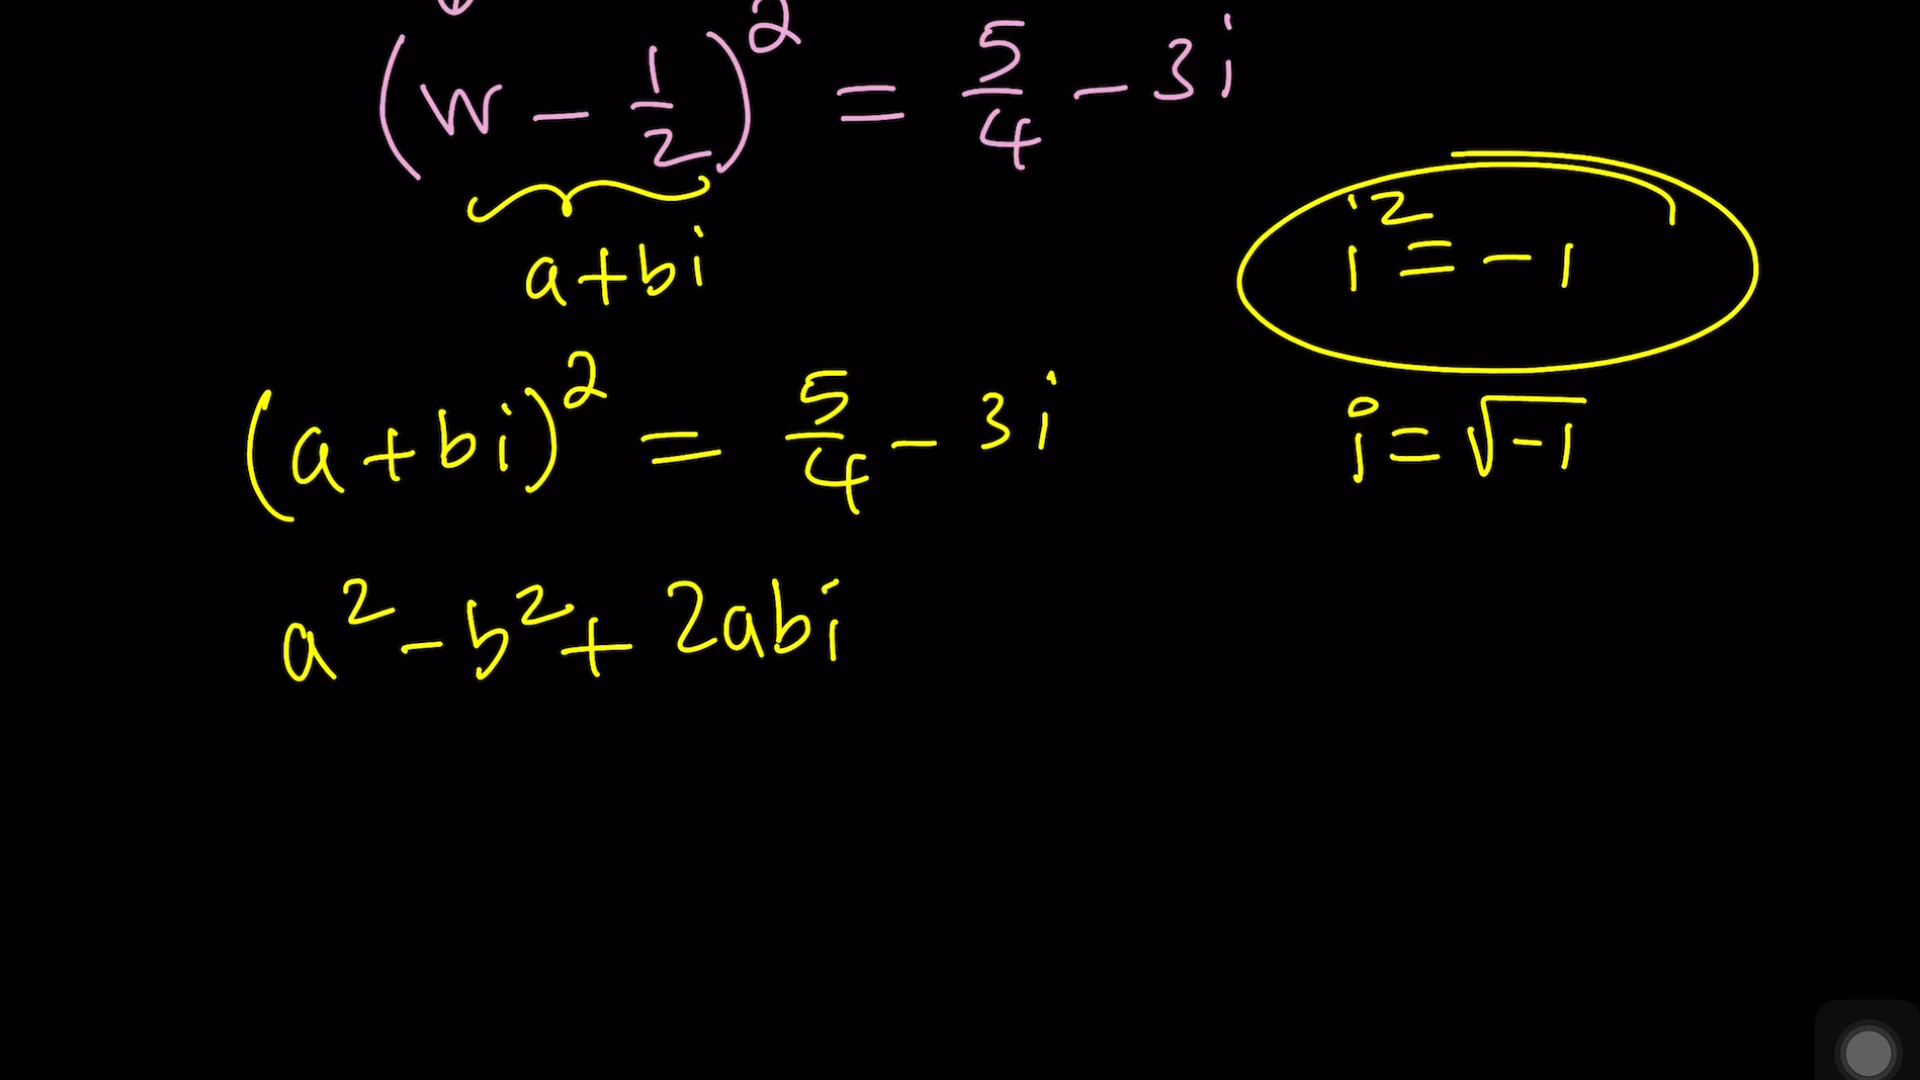 (w - 1/2)² = 5/4 - 3i
a+bi
i² = -1
(a+bi)² = 5/4 - 3i
i = √-1
a² - b² + 2abi